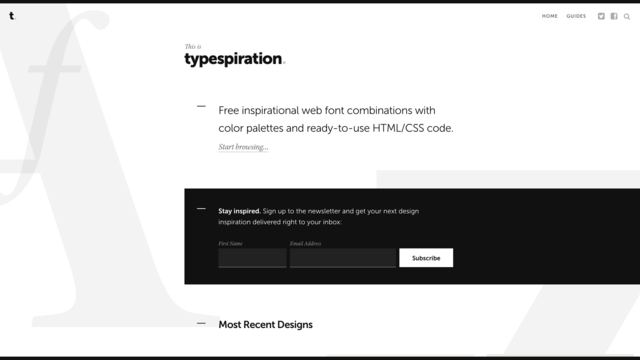 t.
HOME GUIDES
This is
typespiration.
Free inspirational web font combinations with
color palettes and ready-to-use HTML/CSS code.
Start browsing...
Stay inspired. Sign up to the newsletter and get your next design
inspiration delivered right to your inbox:
First Name Email Address
Subscribe
Most Recent Designs